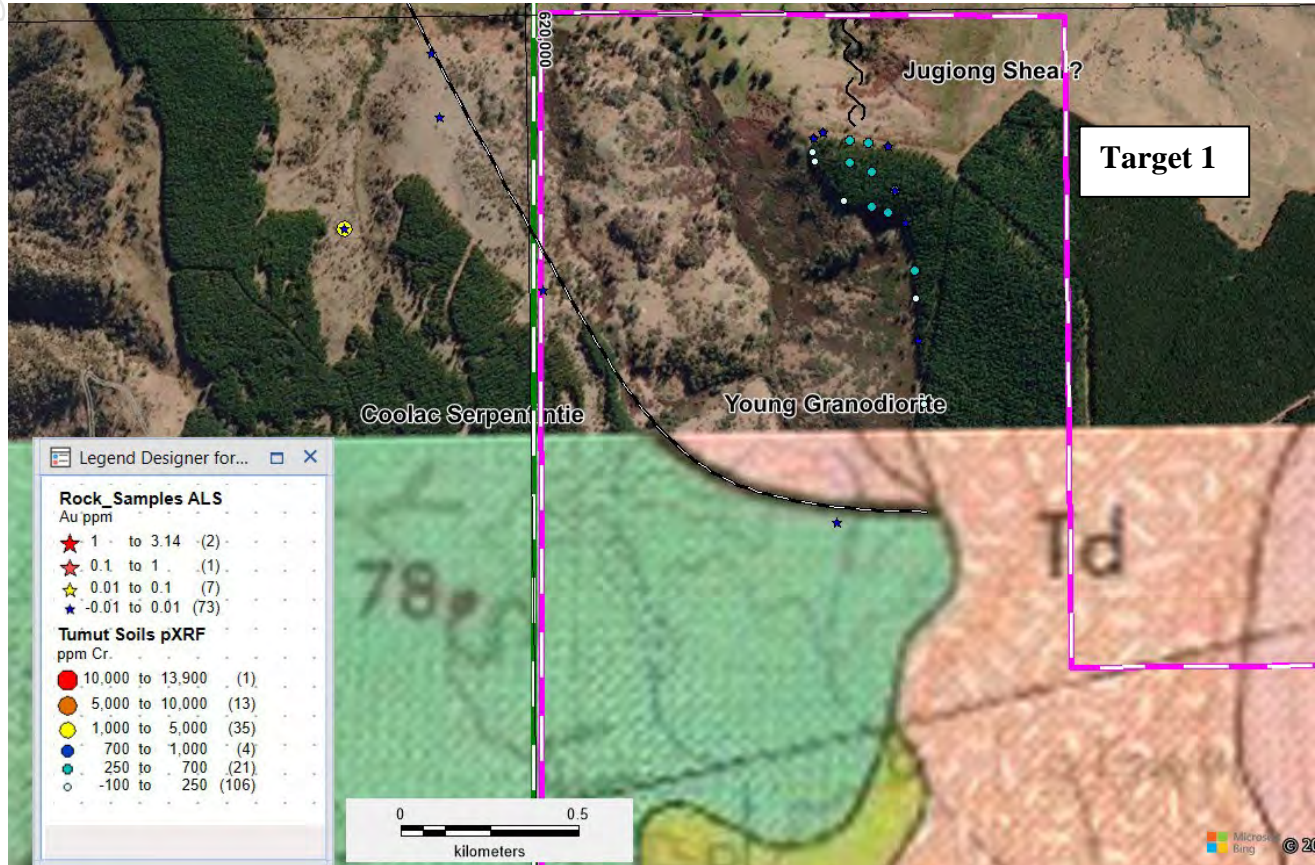 620,000
Jugiong Shear?
Target 1
Coolac Serpentintie
Young Granodiorite
Legend Designer for...
Rock_Samples ALS
Au ppm
1 to 3.14 (2)
0.1 to 1 (1)
0.01 to 0.1 (7)
-0.01 to 0.01 (73)
Tumut Soils pXRF
ppm Cr.
10,000 to 13,900 (1)
5,000 to 10,000 (13)
1,000 to 5,000 (35)
700 to 1,000 (4)
250 to 700 (21)
-100 to 250 (106)
78
Td
0 0.5
kilometers
Microsoft
Bing
© 20